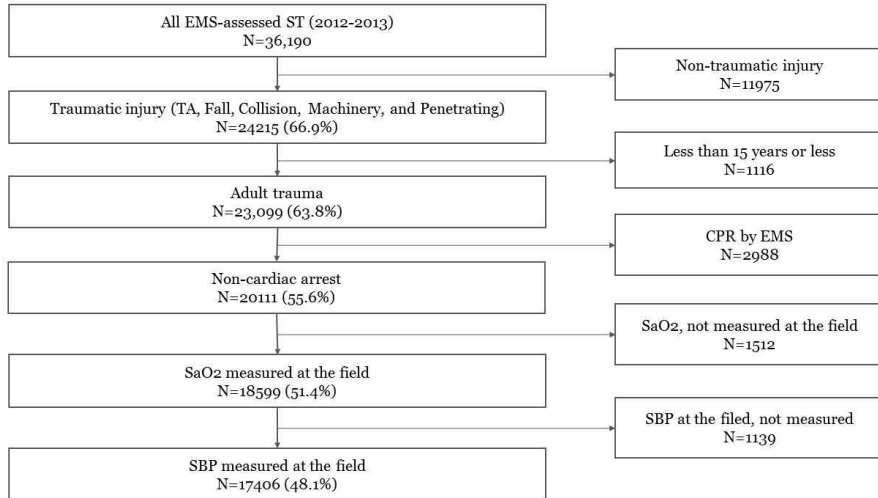 All EMS-assessed ST (2012-2013)
N=36,190
Non-traumatic injury
N=11975
Traumatic injury (TA, Fall, Collision, Machinery, and Penetrating)
N=24215 (66.9%)
Less than 15 years or less
N=1116
Adult trauma
N=23,099 (63.8%)
CPR by EMS
N=2988
Non-cardiac arrest
N=20111 (55.6%)
SaO2, not measured at the field
N=1512
SaO2 measured at the field
N=18599 (51.4%)
SBP at the filed, not measured
N=1139
SBP measured at the field
N=17406 (48.1%)